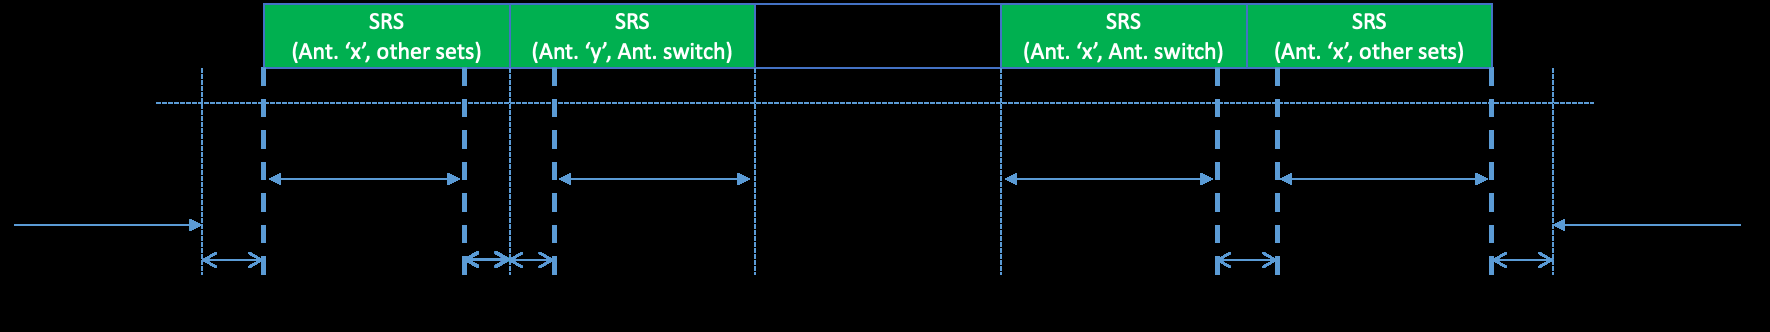 SRS
(Ant. ‘x’, other sets)
SRS
(Ant. ‘y’, Ant. switch)
SRS
(Ant. ‘x’, Ant. switch)
SRS
(Ant. ‘x’, other sets)